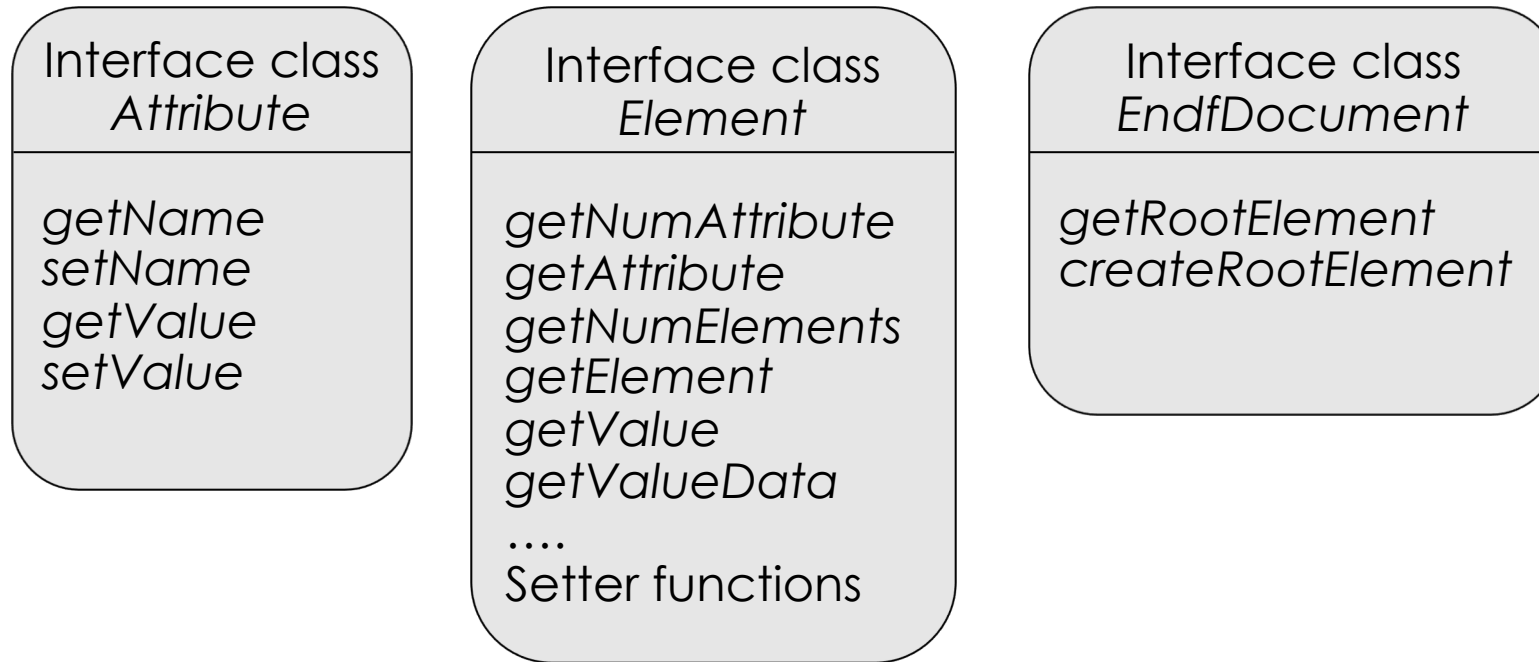 Interface class
Attribute
getName
setName
getValue
setValue
Interface class
Element
getNumAttribute
getAttribute
getNumElements
getElement
getValue
getValueData
….
Setter functions
Interface class
EndfDocument
getRootElement
createRootElement